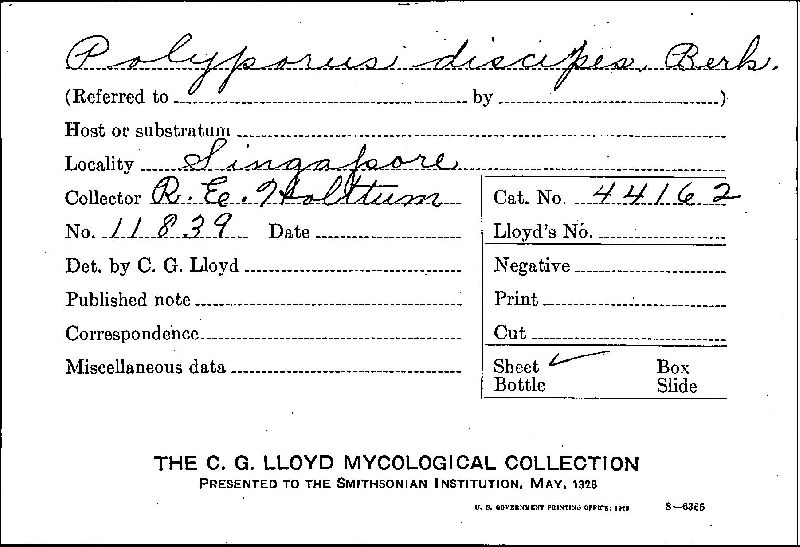 Polyporus discipes, Berk.
(Referred to by )
Host or substratum
Locality Singapore
Collector R. E. Holttum Cat. No. 44162
No. 11839 Date Lloyd's No.
Det. by C. G. Lloyd Negative
Published note Print
Correspondence Cut
Miscellaneous data Sheet ✓ Box
Bottle Slide
THE C. G. LLOYD MYCOLOGICAL COLLECTION
PRESENTED TO THE SMITHSONIAN INSTITUTION, MAY, 1928
U. S. GOVERNMENT PRINTING OFFICE: 1928 8—6355